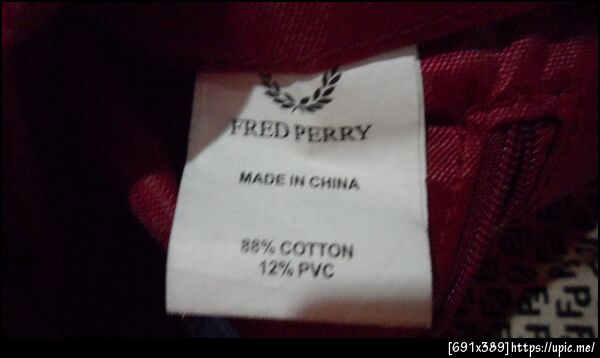 FRED PERRY
MADE IN CHINA
88% COTTON
12% PVC
[691x389]https://upic.me/